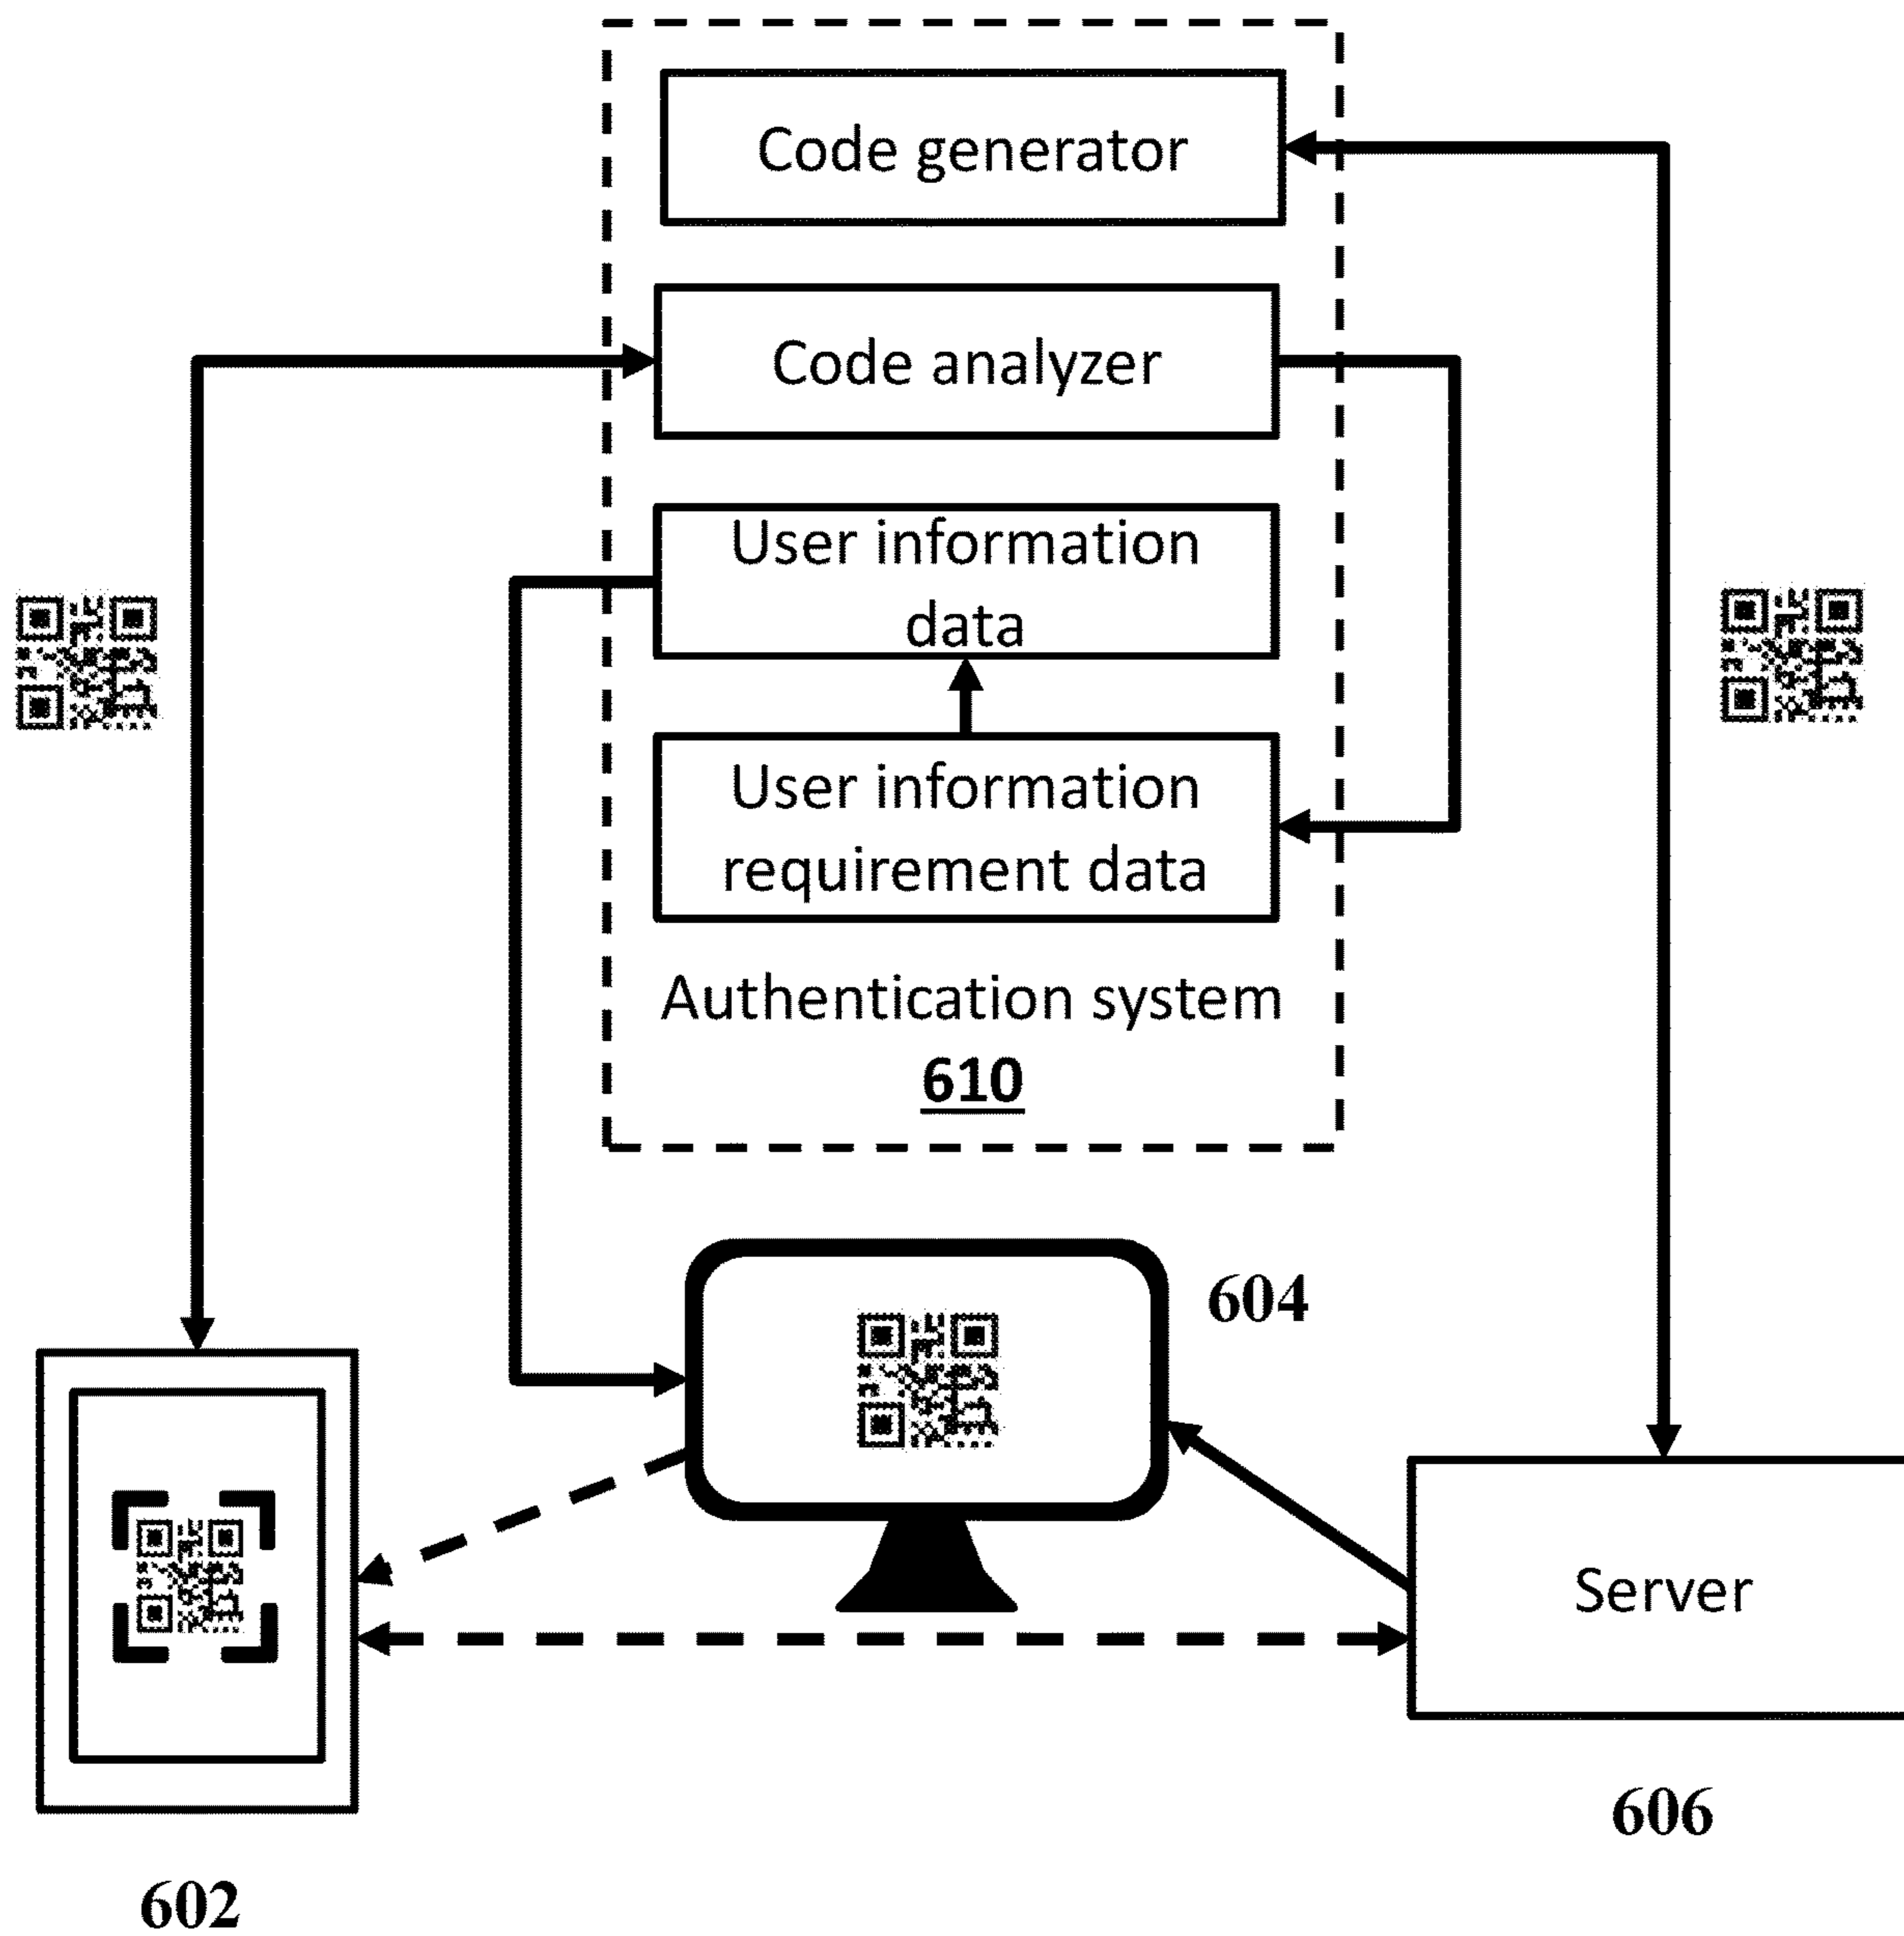 Code generator
Code analyzer
User information
data
User information
requirement data
Authentication system
610
604
Server
606
602